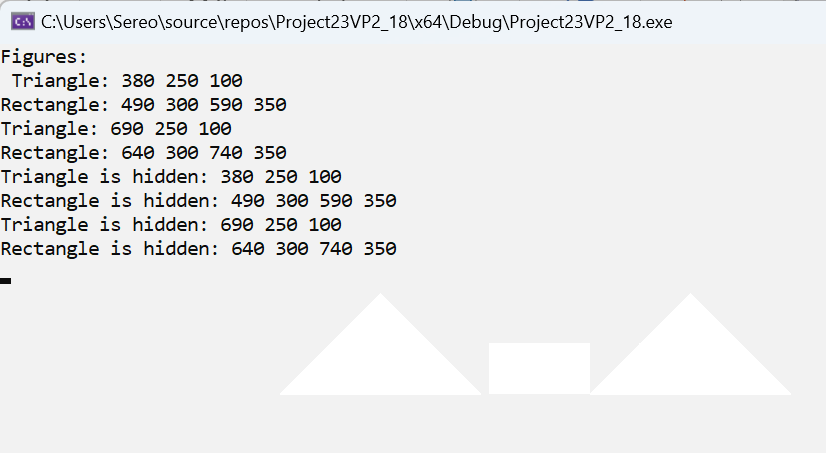 C:\Users\Sereo\source\repos\Project23VP2_18\x64\Debug\Project23VP2_18.exe
Figures:
 Triangle: 380 250 100
Rectangle: 490 300 590 350
Triangle: 690 250 100
Rectangle: 640 300 740 350
Triangle is hidden: 380 250 100
Rectangle is hidden: 490 300 590 350
Triangle is hidden: 690 250 100
Rectangle is hidden: 640 300 740 350